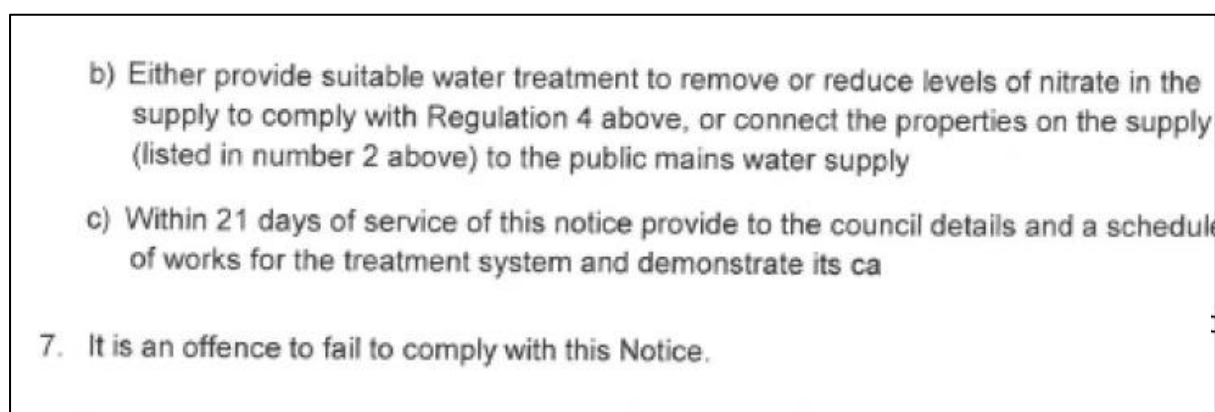 b) Either provide suitable water treatment to remove or reduce levels of nitrate in the
supply to comply with Regulation 4 above, or connect the properties on the supply
(listed in number 2 above) to the public mains water supply
c) Within 21 days of service of this notice provide to the council details and a schedule
of works for the treatment system and demonstrate its ca
7. It is an offence to fail to comply with this Notice.